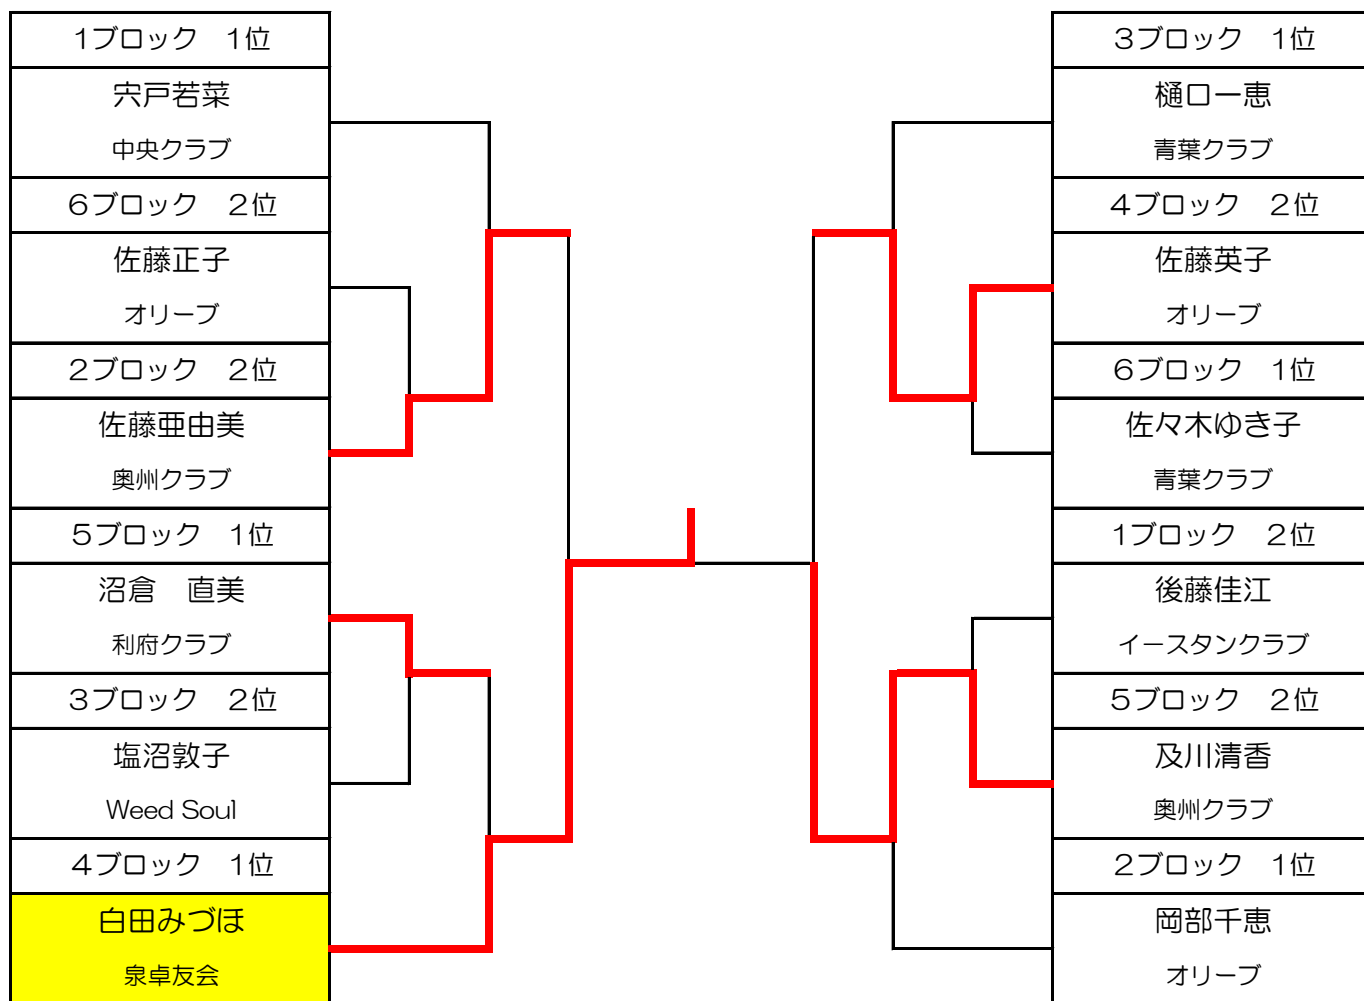 1ブロック　1位
宍戸若菜
中央クラブ
6ブロック　2位
佐藤正子
オリーブ
2ブロック　2位
佐藤亜由美
奥州クラブ
5ブロック　1位
沼倉　直美
利府クラブ
3ブロック　2位
塩沼敦子
Weed Soul
4ブロック　1位
白田みづほ
泉卓友会
3ブロック　1位
樋口一恵
青葉クラブ
4ブロック　2位
佐藤英子
オリーブ
6ブロック　1位
佐々木ゆき子
青葉クラブ
1ブロック　2位
後藤佳江
イースタンクラブ
5ブロック　2位
及川清香
奥州クラブ
2ブロック　1位
岡部千恵
オリーブ